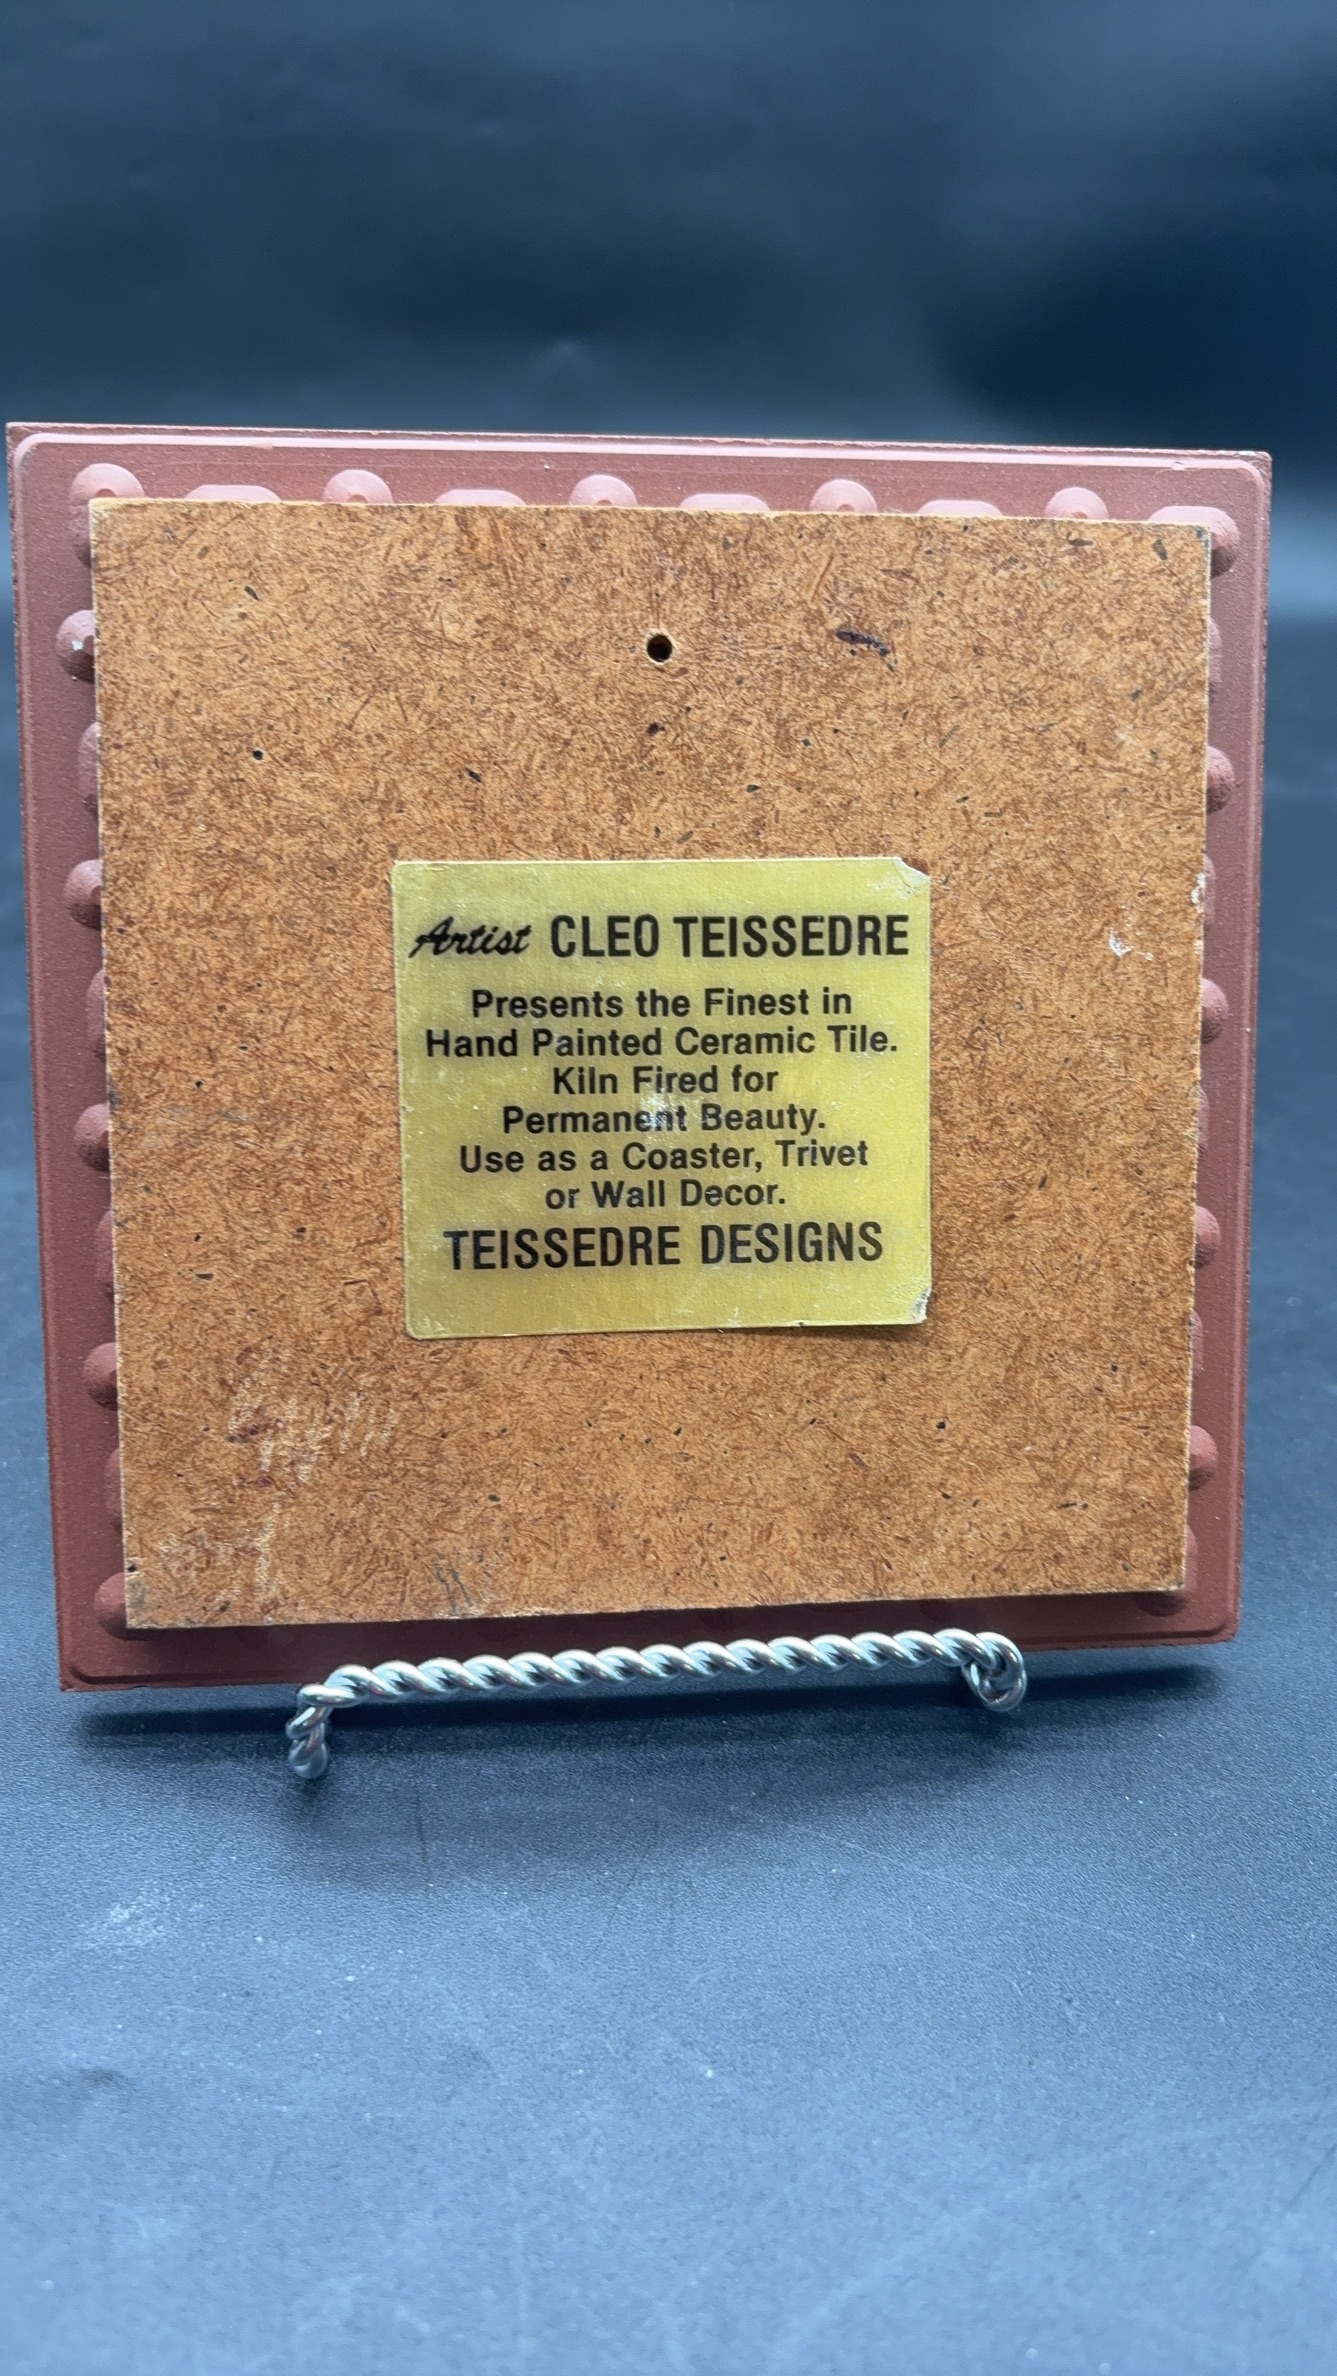 Artist CLEO TEISSEDRE
Presents the Finest in
Hand Painted Ceramic Tile.
Kiln Fired for
Permanent Beauty.
Use as a Coaster, Trivet
or Wall Decor.
TEISSEDRE DESIGNS